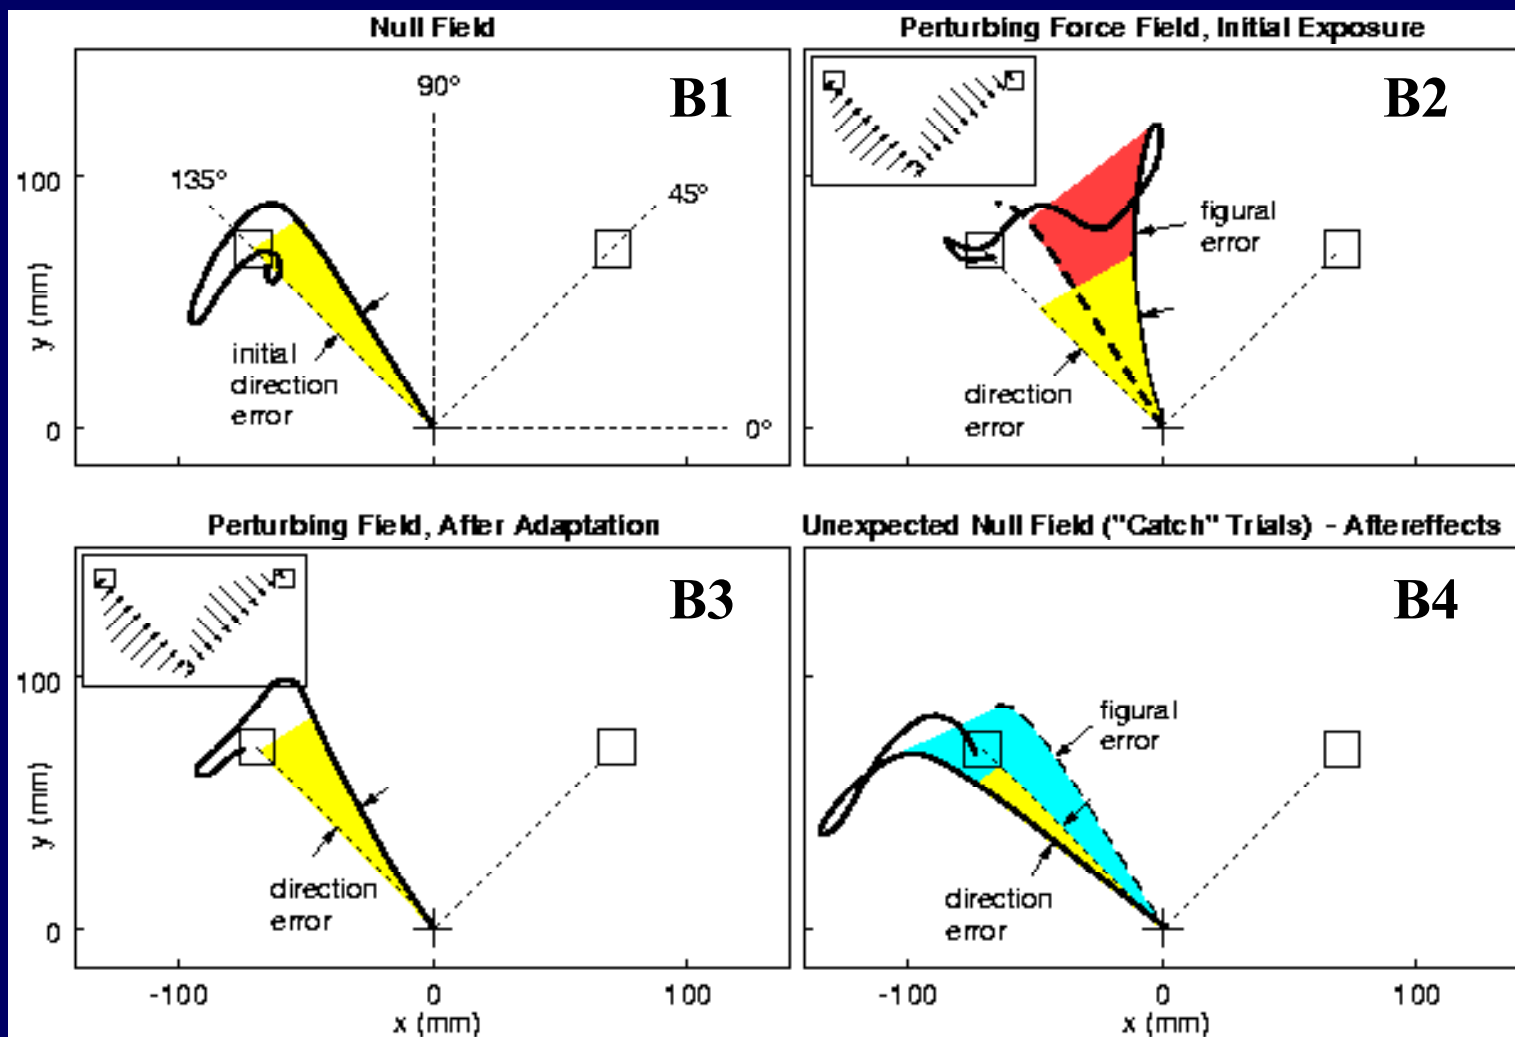 Null Field
B1
90°
135°
45°
100
initial
direction
error
0
0°
y (mm)
Perturbing Force Field, Initial Exposure
B2
figural
error
direction
error
Perturbing Field, After Adaptation
B3
100
direction
error
0
y (mm)
-100
0
100
x (mm)
Unexpected Null Field ("Catch" Trials) - Aftereffects
B4
figural
error
direction
error
-100
0
100
x (mm)